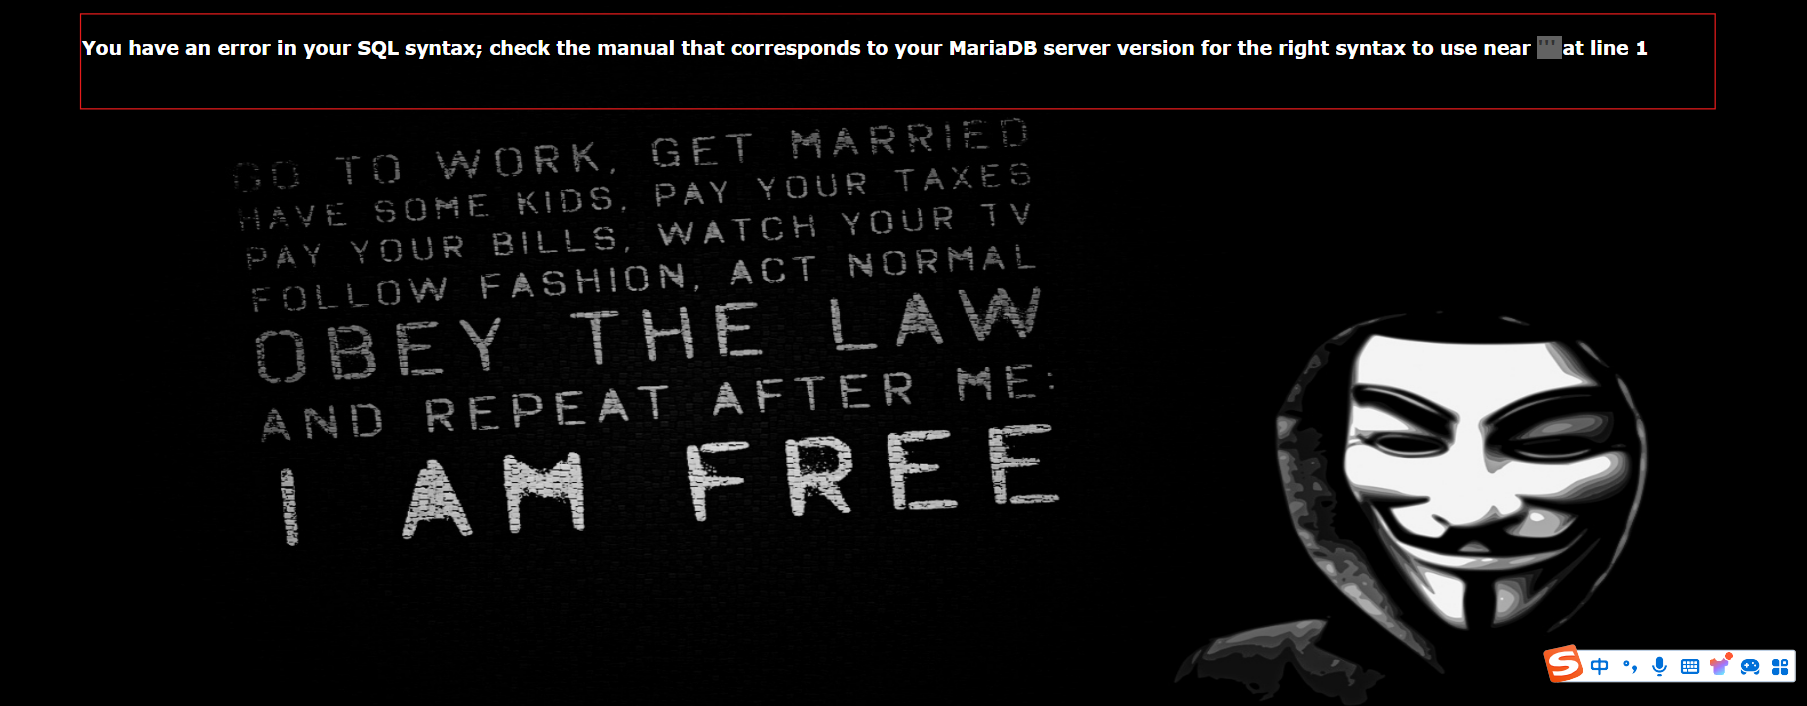 You have an error in your SQL syntax; check the manual that corresponds to your MariaDB server version for the right syntax to use near ''' at line 1
GO TO WORK, GET MARRIED
HAVE SOME KIDS, PAY YOUR TAXES
PAY YOUR BILLS, WATCH YOUR TV
FOLLOW FASHION, ACT NORMAL
OBEY THE LAW
AND REPEAT AFTER ME:
I AM FREE
S 中